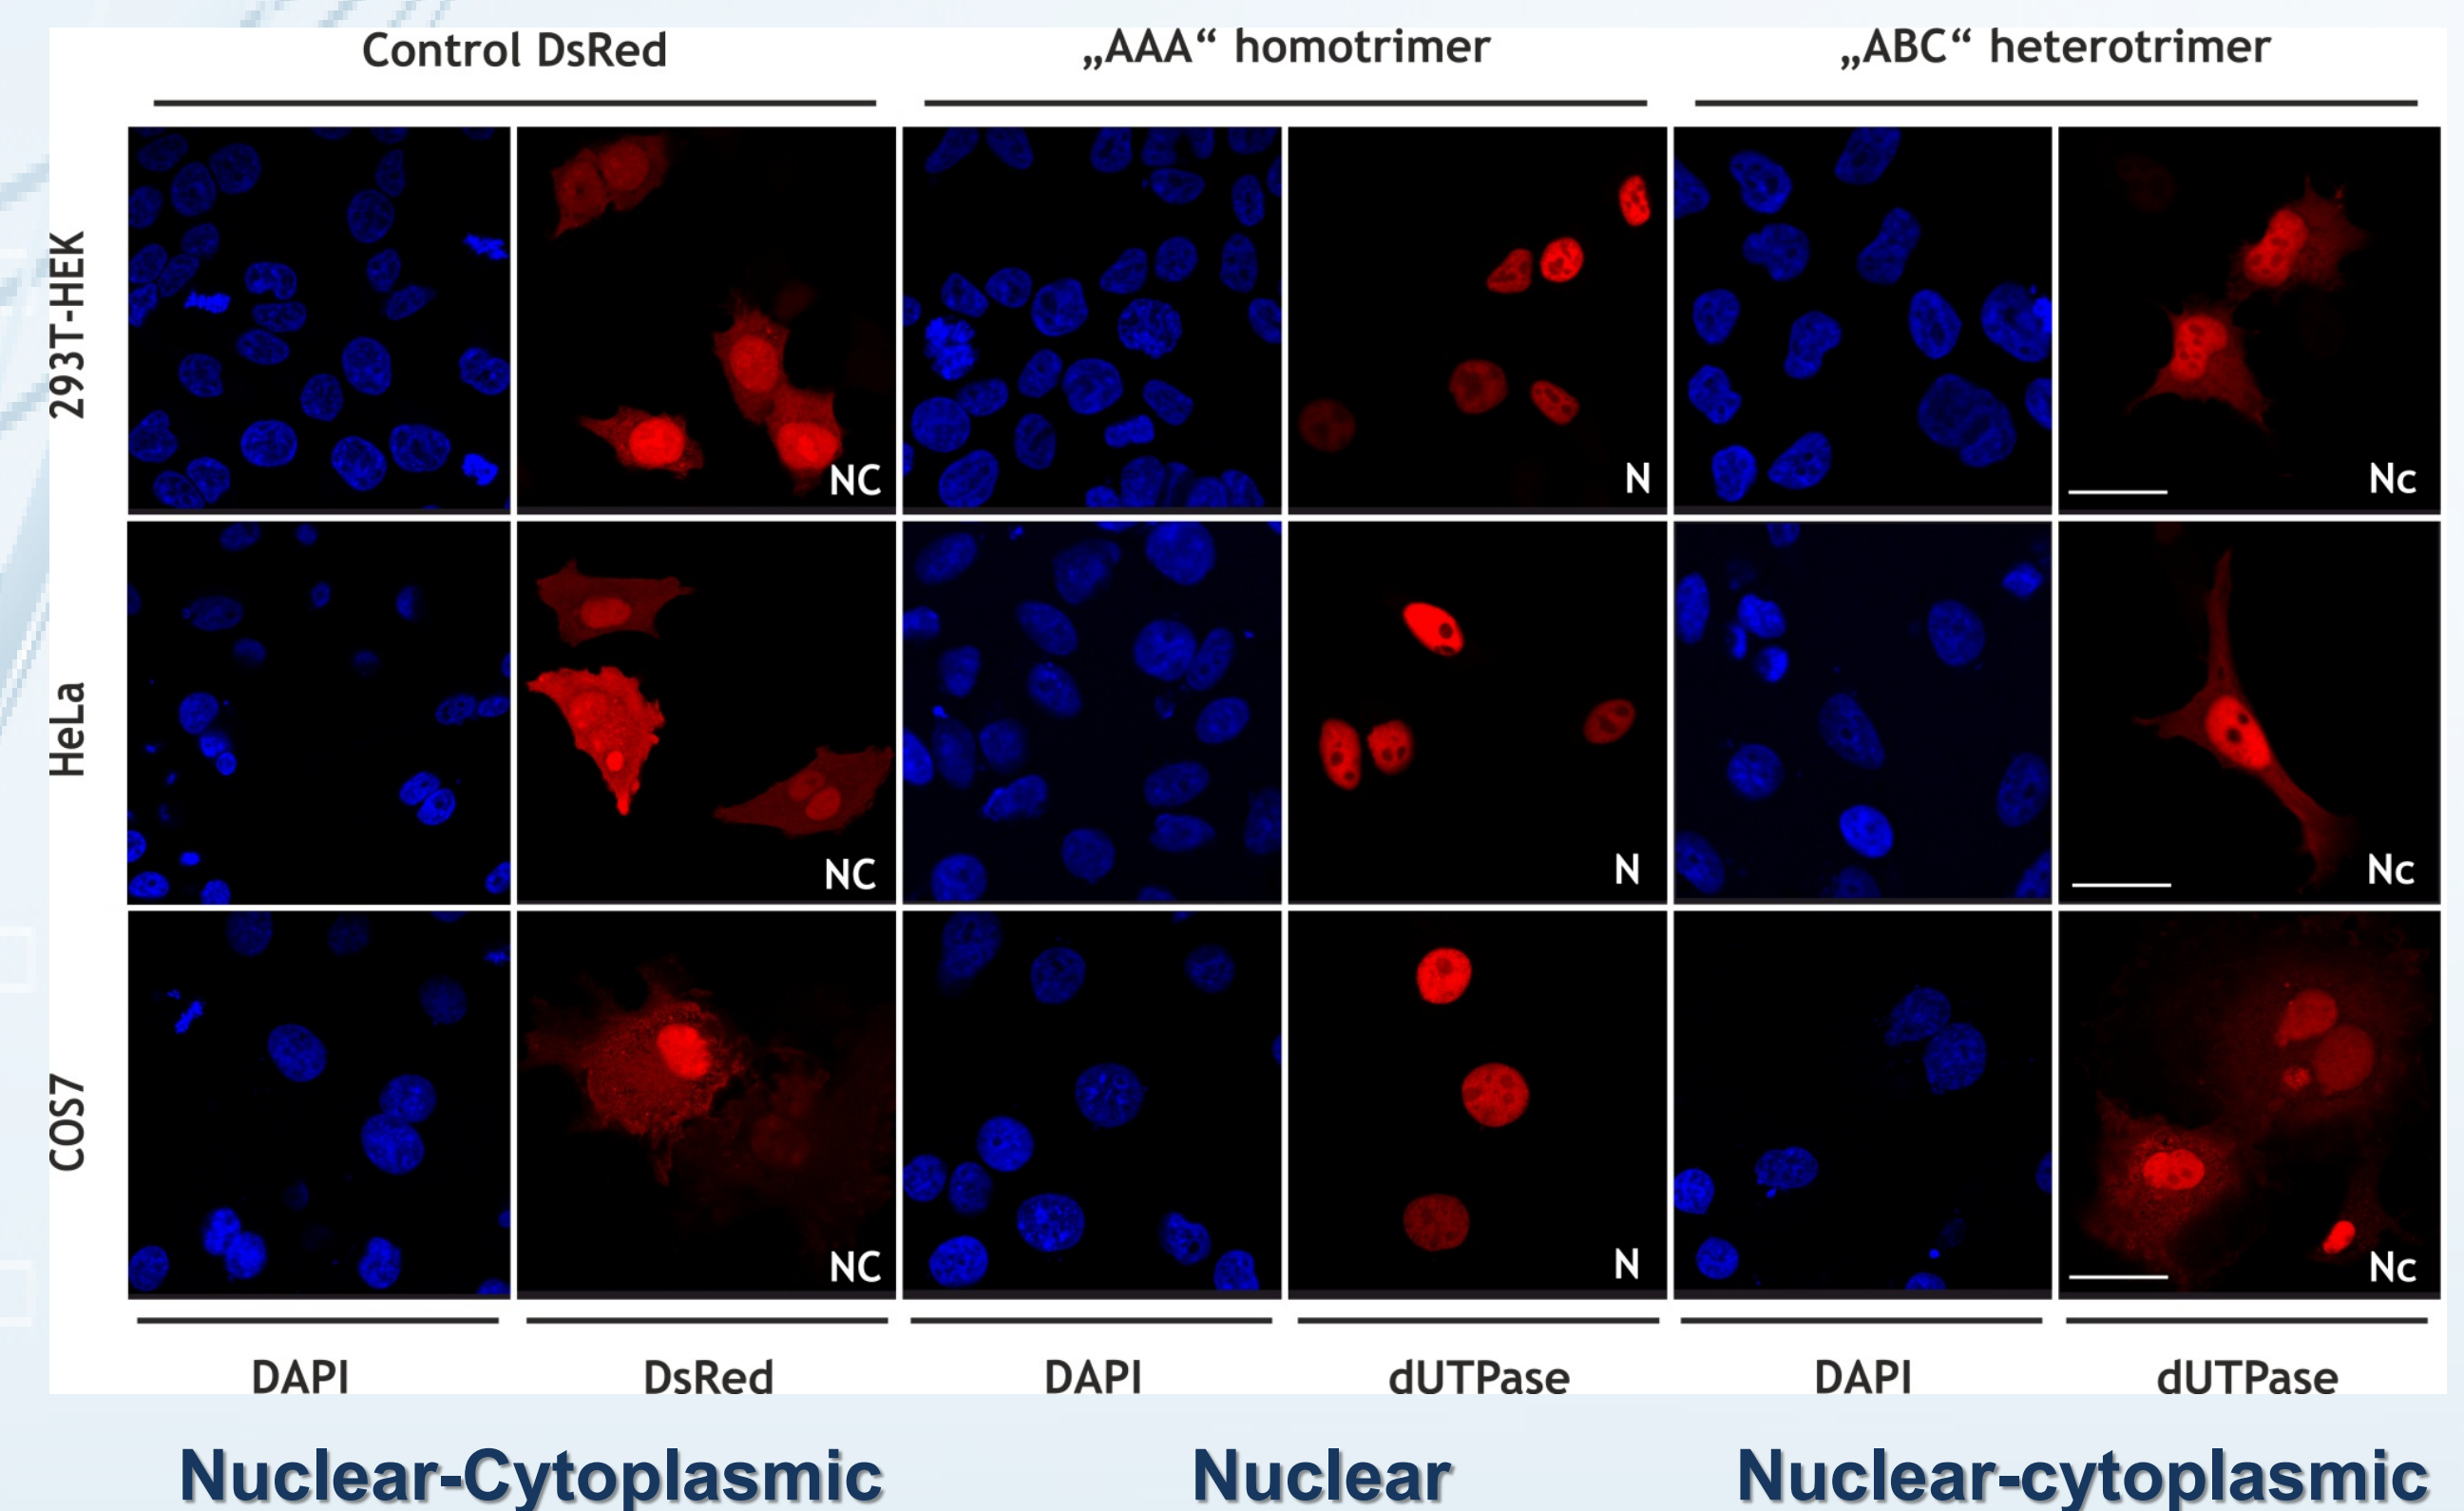 Control DsRed „AAA“ homotrimer „ABC“ heterotrimer
293T-HEK NC N Nc
HeLa NC N Nc
COS7 NC N Nc
DAPI DsRed DAPI dUTPase DAPI dUTPase
Nuclear-Cytoplasmic Nuclear Nuclear-cytoplasmic